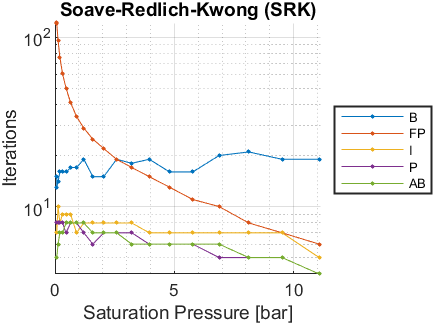 Soave-Redlich-Kwong (SRK)
10²
10¹
Iterations
0
5
10
Saturation Pressure [bar]
B
FP
I
P
AB